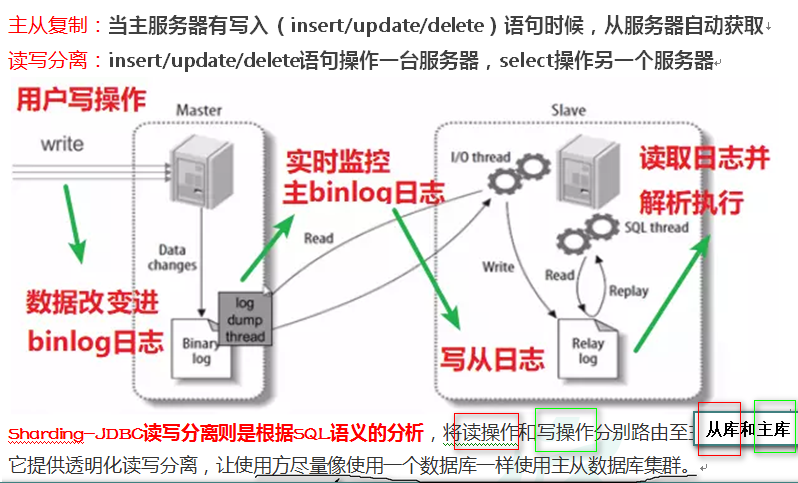 主从复制：当主服务器有写入（insert/update/delete）语句时候，从服务器自动获取
读写分离：insert/update/delete语句操作一台服务器，select操作另一个服务器
用户写操作
Master
Slave
write
实时监控
主binlog日志
I/O thread
读取日志并
解析执行
SQL thread
Data
changes
Read
Write
Read
Replay
数据改变进
binlog日志
log
dump
thread
Binary
log
写从日志
Relay
log
Sharding-JDBC读写分离则是根据SQL语义的分析，将读操作和写操作分别路由至 从库和主库
它提供透明化读写分离，让使用方尽量像使用一个数据库一样使用主从数据库集群。